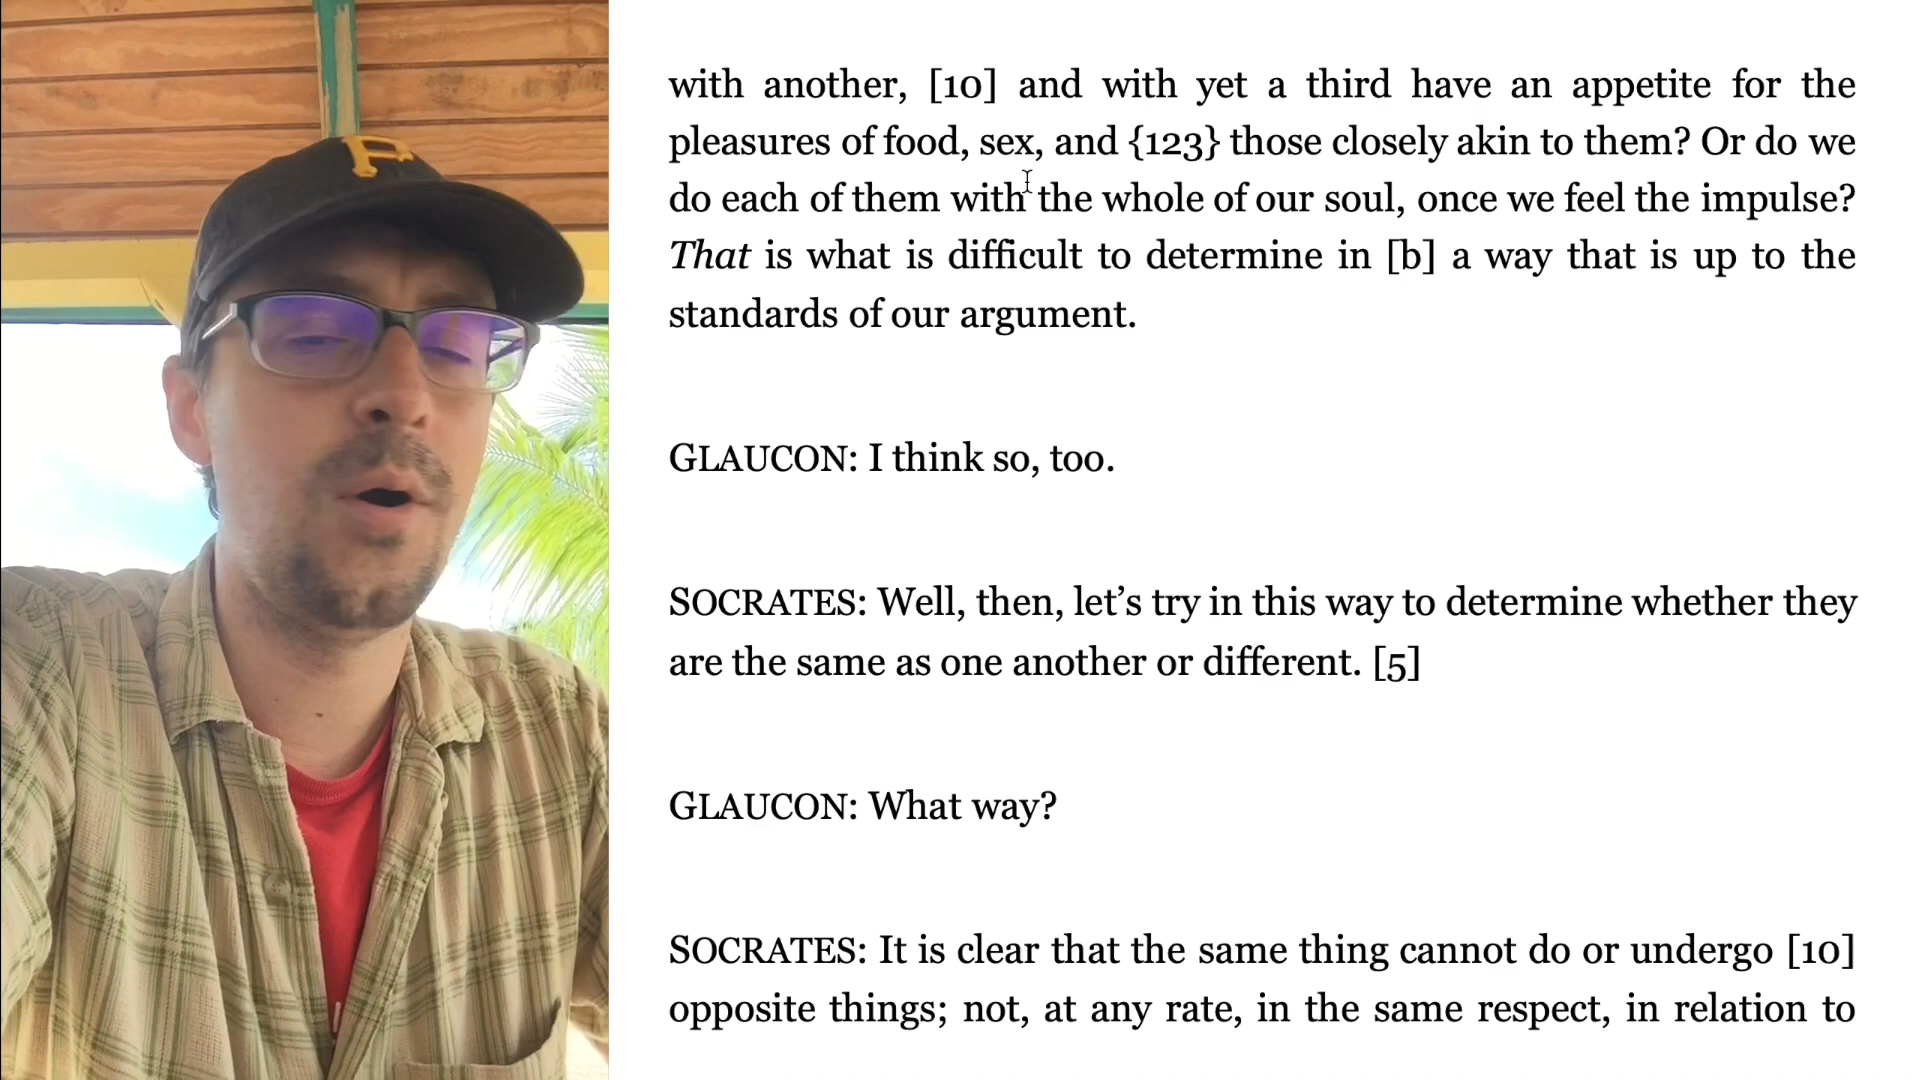 P
with another, [10] and with yet a third have an appetite for the
pleasures of food, sex, and {123} those closely akin to them? Or do we
do each of them with the whole of our soul, once we feel the impulse?
That is what is difficult to determine in [b] a way that is up to the
standards of our argument.
GLAUCON: I think so, too.
SOCRATES: Well, then, let’s try in this way to determine whether they
are the same as one another or different. [5]
GLAUCON: What way?
SOCRATES: It is clear that the same thing cannot do or undergo [10]
opposite things; not, at any rate, in the same respect, in relation to